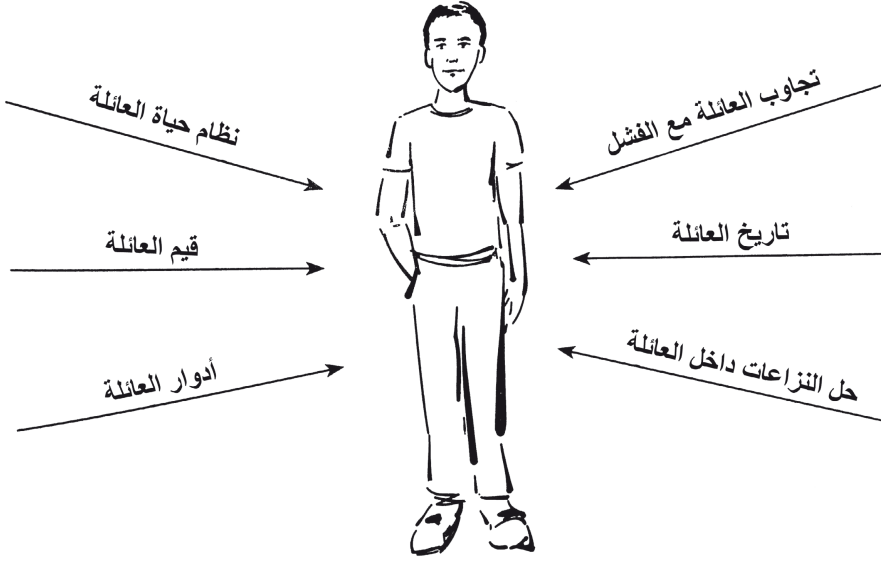 تجاوب العائلة مع الفشل
نظام حياة العائلة
تاريخ العائلة
قيم العائلة
حل النزاعات داخل العائلة
أدوار العائلة